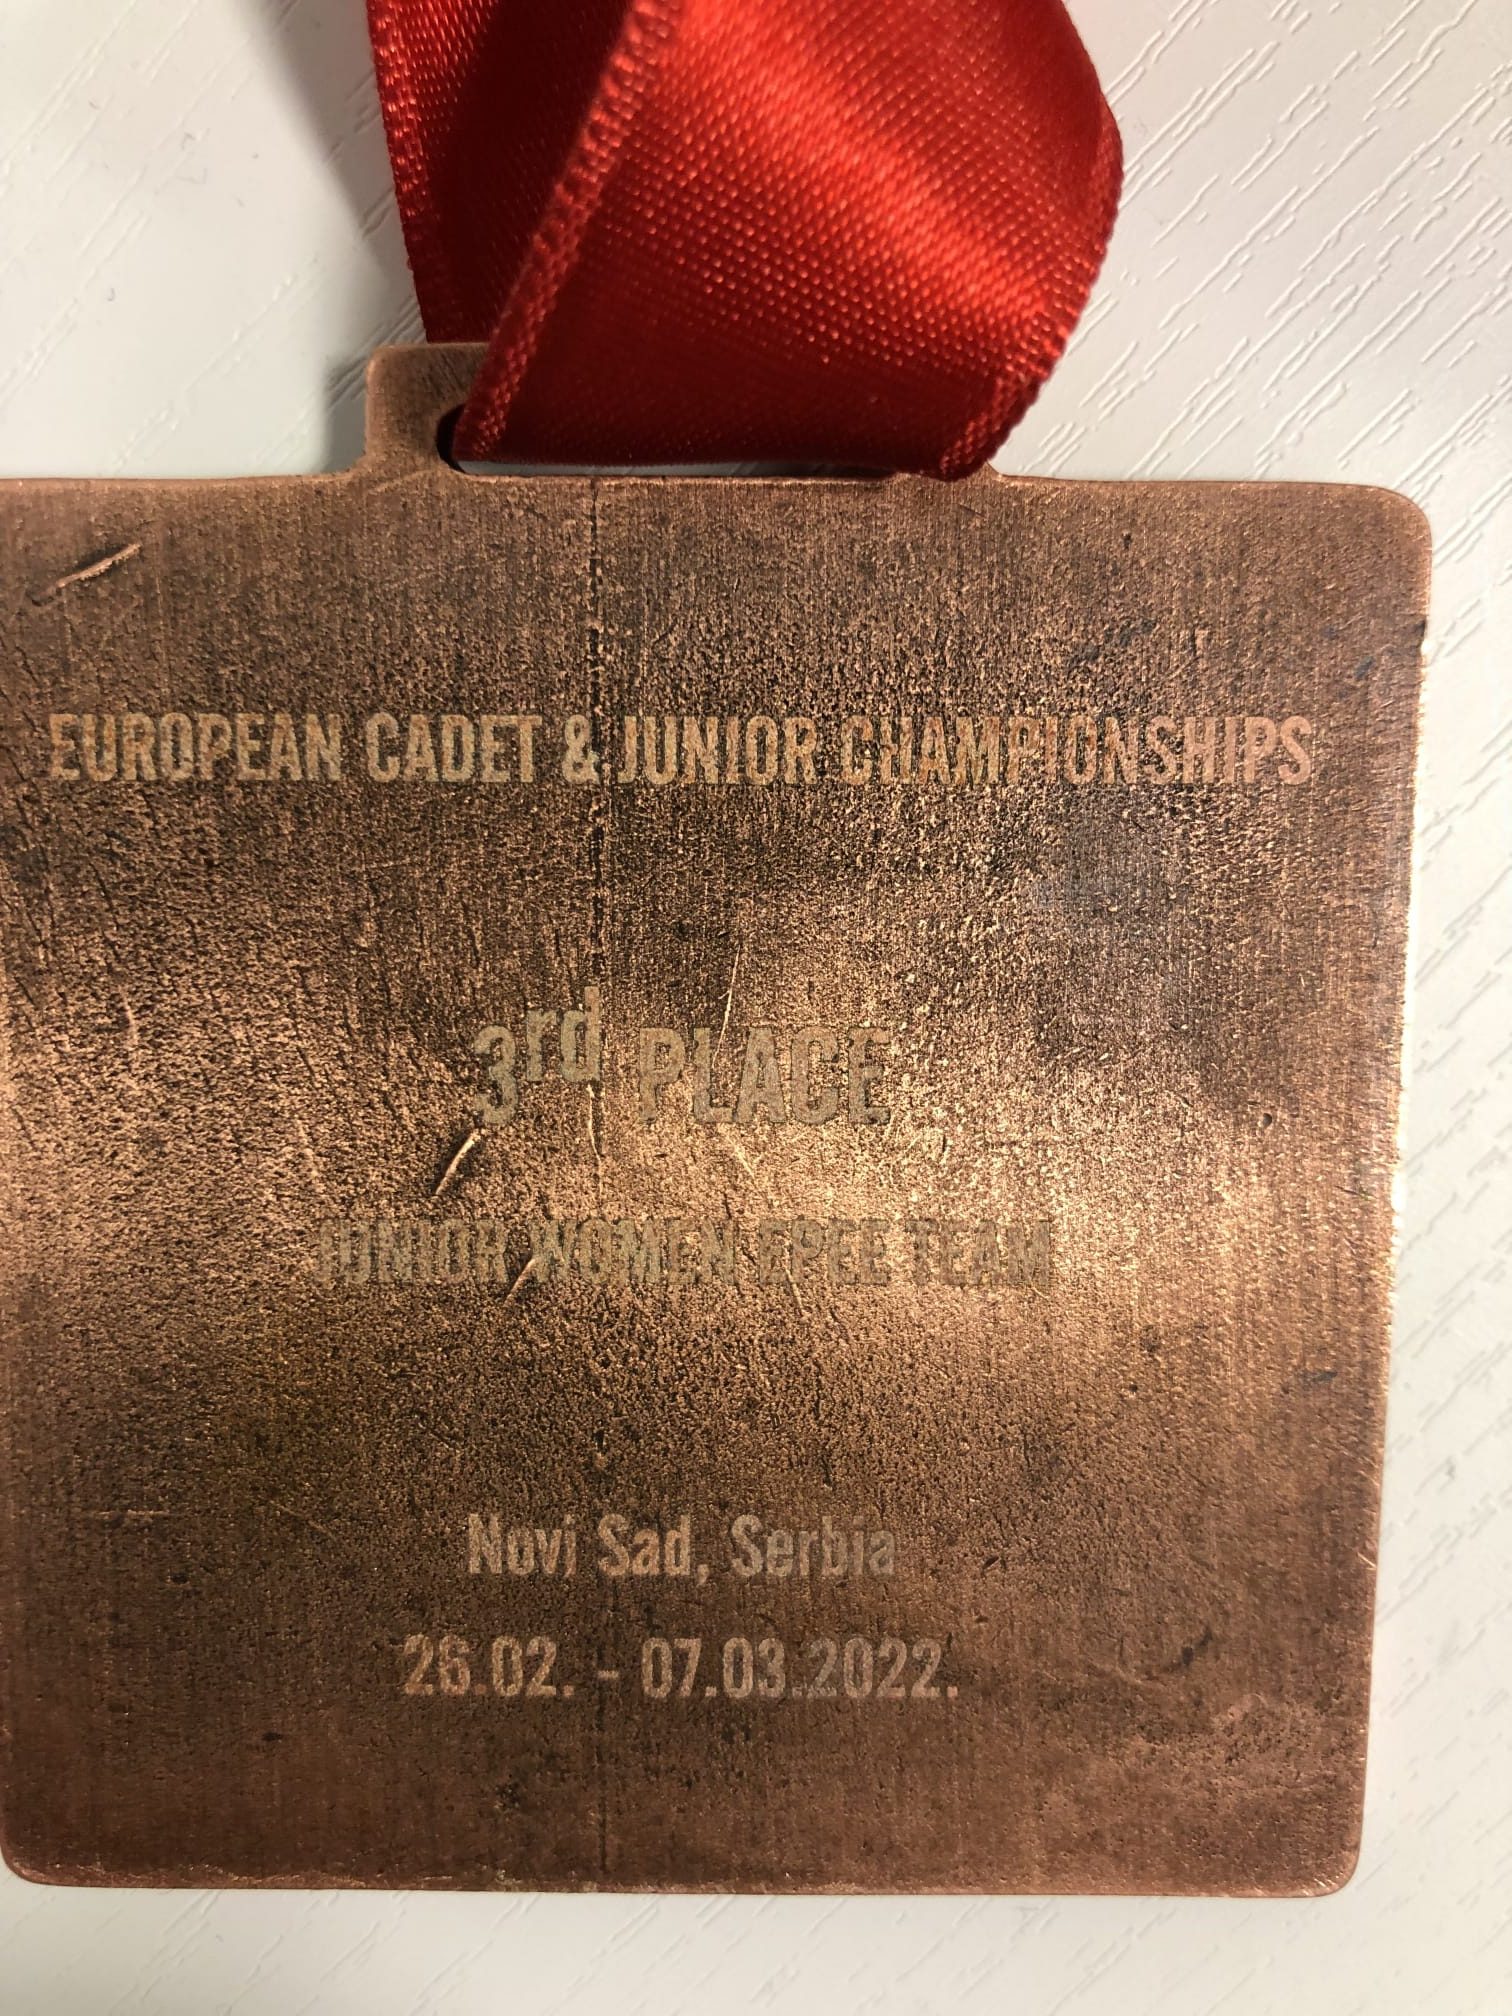 EUROPEAN CADET & JUNIOR CHAMPIONSHIPS
3rd PLACE
JUNIOR WOMEN EPEE TEAM
Novi Sad, Serbia
26.02. - 07.03.2022.